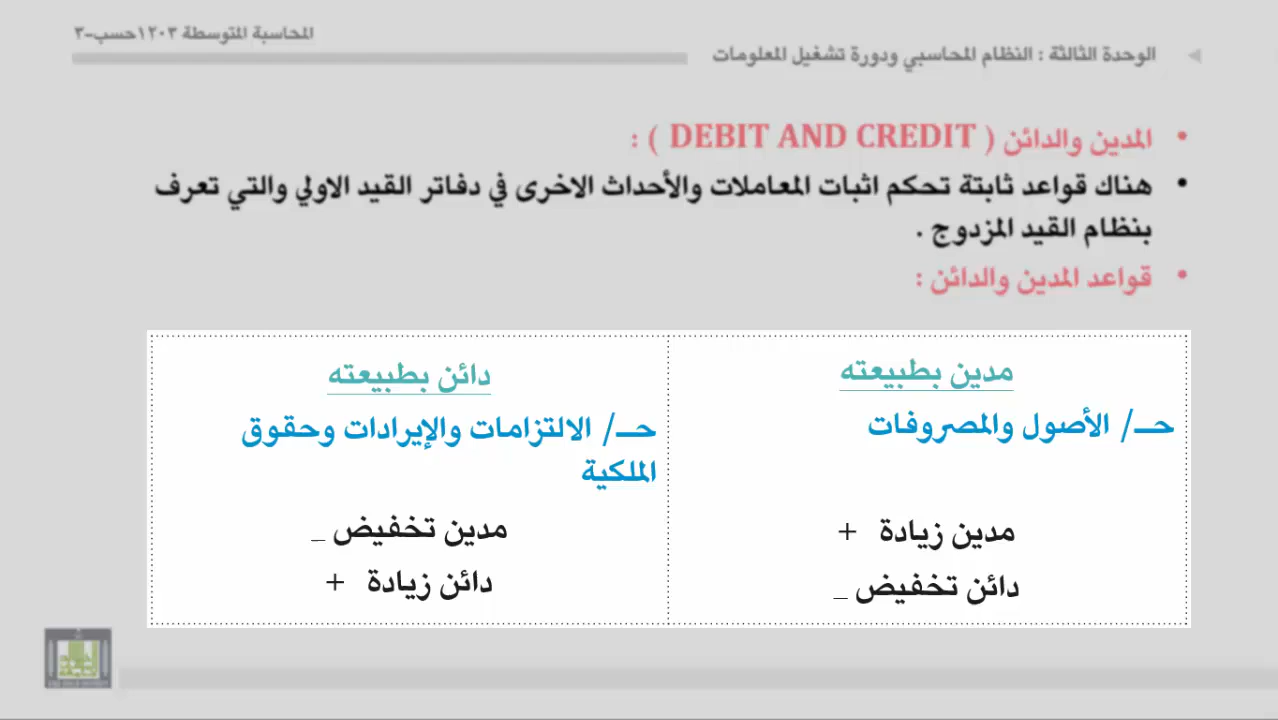 المحاسبة المتوسطة ١٢٠٣حسب-٣
الوحدة الثالثة : النظام المحاسبي ودورة تشغيل المعلومات
• المدين والدائن ( DEBIT AND CREDIT ) :
• هناك قواعد ثابتة تحكم اثبات المعاملات والأحداث الاخرى في دفاتر القيد الاولي والتي تعرف
بنظام القيد المزدوج .
• قواعد المدين والدائن :
مدين بطبيعته
حـ/ الأصول والمصروفات
مدين زيادة +
دائن تخفيض _
دائن بطبيعته
حـ/ الالتزامات والإيرادات وحقوق
الملكية
مدين تخفيض _
دائن زيادة +